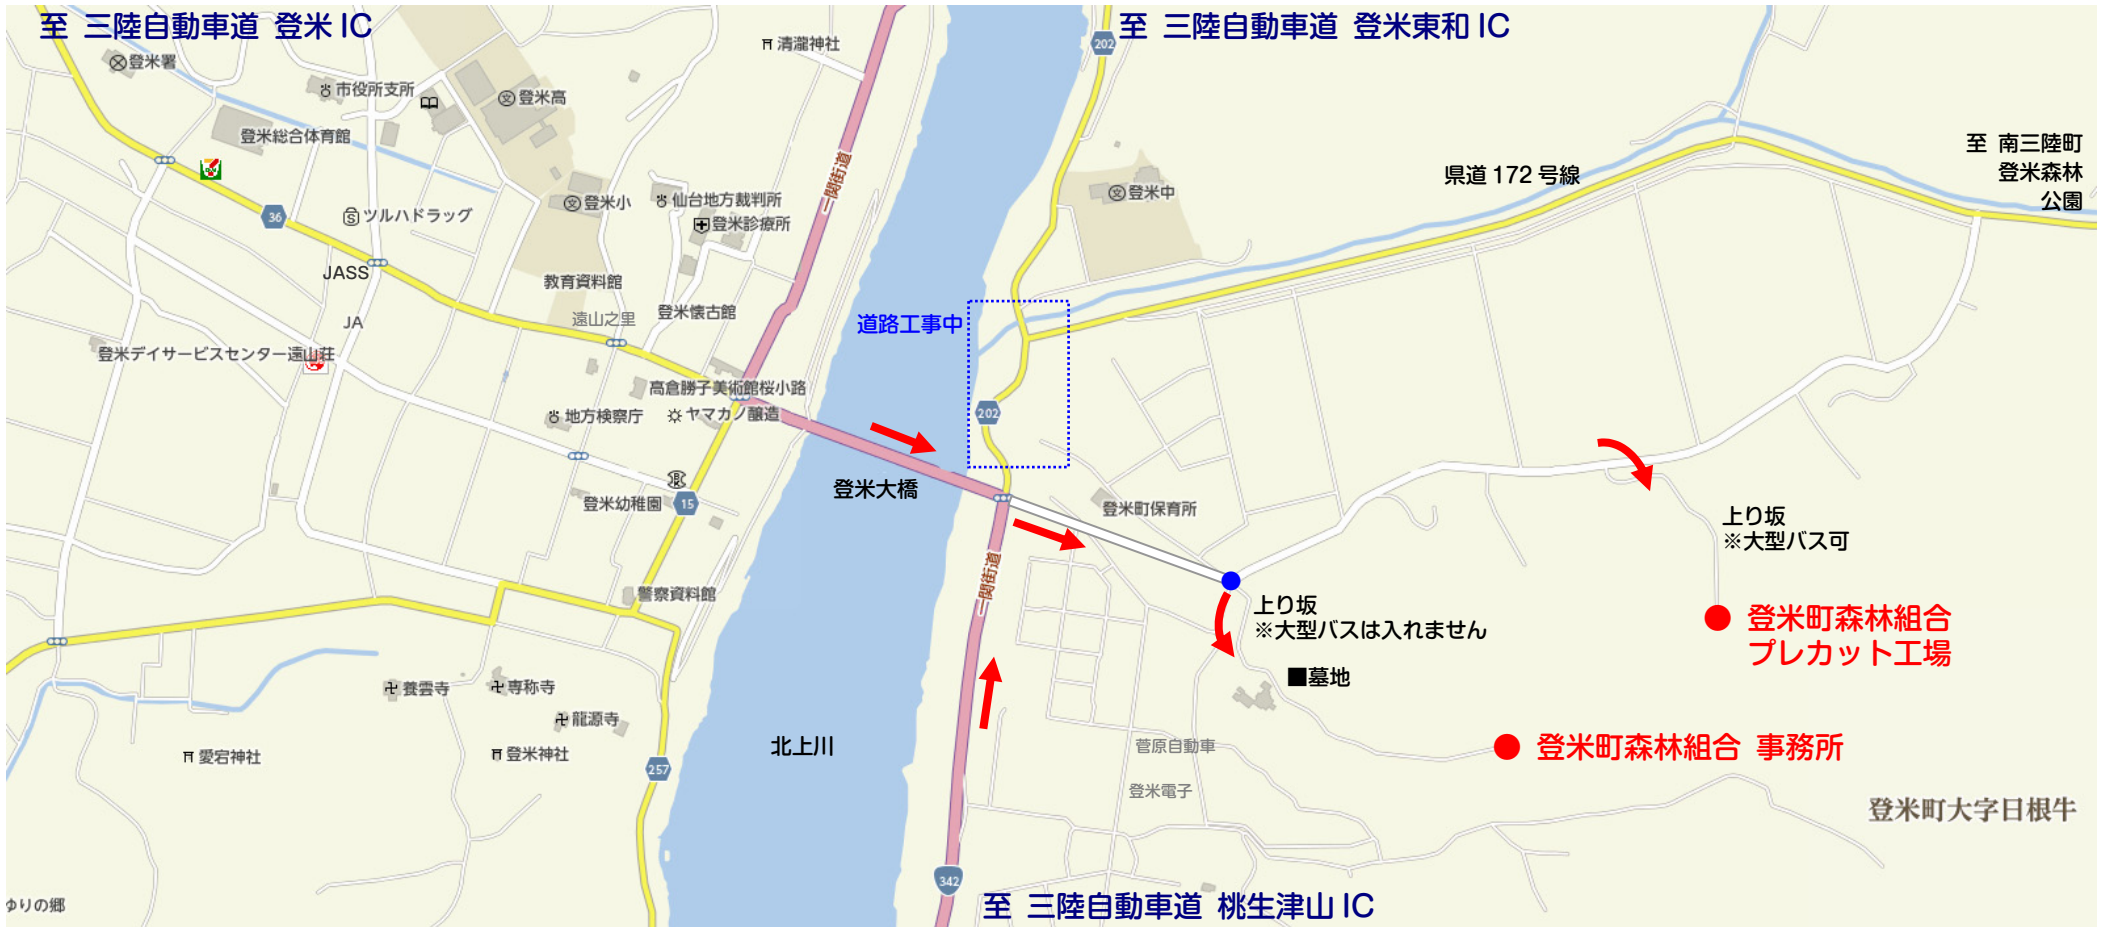 至 三陸自動車道 登米IC
至 三陸自動車道 登米東和IC
202
清瀧神社
登米署
市役所支所
登米高
登米総合体育館
至 南三陸町
登米森林
公園
県道172号線
一関街道
登米中
登米小
仙台地方裁判所
登米診療所
36
ツルハドラッグ
JASS
教育資料館
登米懐古館
遠山之里
JA
道路工事中
登米デイサービスセンター遠山荘
高倉勝子美術館桜小路
地方検察庁
ヤマカノ醸造
202
登米大橋
登米幼稚園
15
登米町保育所
上り坂
※大型バス可
一関街道
警察資料館
上り坂
※大型バスは入れません
登米町森林組合
プレカット工場
■墓地
養雲寺
専称寺
龍源寺
愛宕神社
登米神社
257
北上川
菅原自動車
登米電子
登米町森林組合 事務所
登米町大字日根牛
342
ゆりの郷
至 三陸自動車道 桃生津山IC